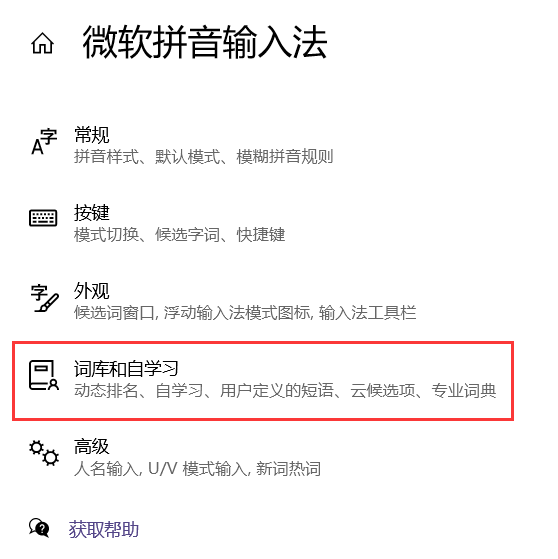 微软拼音输入法
常规
拼音样式、默认模式、模糊拼音规则
按键
模式切换、候选字词、快捷键
外观
候选词窗口, 浮动输入法模式图标, 输入法工具栏
词库和自学习
动态排名、自学习、用户定义的短语、云候选项、专业词典
高级
人名输入, U/V 模式输入, 新词热词
获取帮助